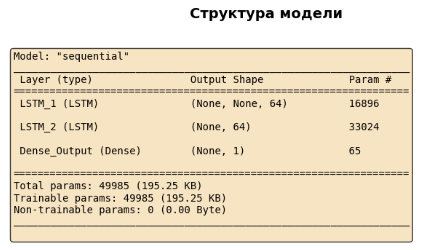 Структура модели
Model: "sequential"
_________________________________________________________________
Layer (type)                Output Shape              Param #
=================================================================
LSTM_1 (LSTM)               (None, None, 64)          16896
LSTM_2 (LSTM)               (None, 64)                33024
Dense_Output (Dense)        (None, 1)                 65
=================================================================
Total params: 49985 (195.25 KB)
Trainable params: 49985 (195.25 KB)
Non-trainable params: 0 (0.00 Byte)
_________________________________________________________________